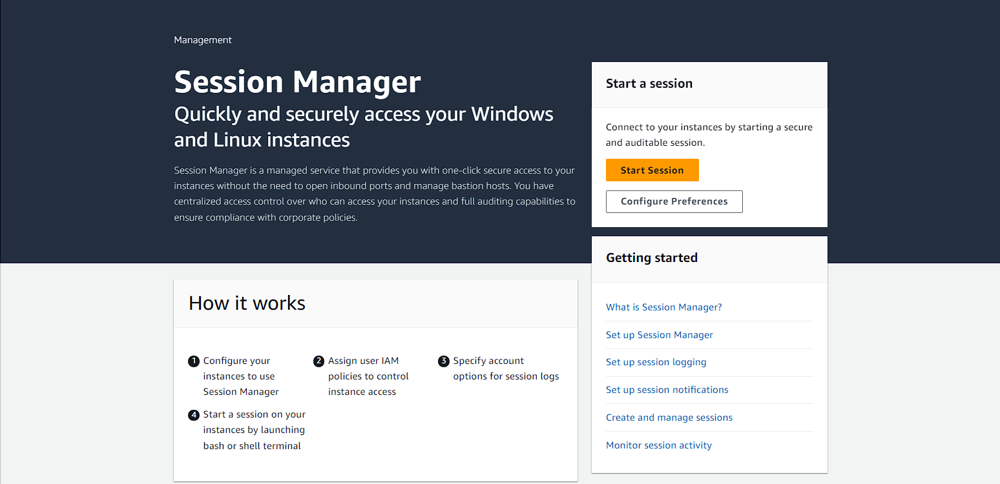 Management
Session Manager
Quickly and securely access your Windows
and Linux instances
Session Manager is a managed service that provides you with one-click secure access to your
instances without the need to open inbound ports and manage bastion hosts. You have
centralized access control over who can access your instances and full auditing capabilities to
ensure compliance with corporate policies.
Start a session
Connect to your instances by starting a secure
and auditable session.
Start Session
Configure Preferences
How it works
1 Configure your
instances to use
Session Manager
2 Assign user IAM
policies to control
instance access
3 Specify account
options for session logs
4 Start a session on your
instances by launching
bash or shell terminal
Getting started
What is Session Manager?
Set up Session Manager
Set up session logging
Set up session notifications
Create and manage sessions
Monitor session activity